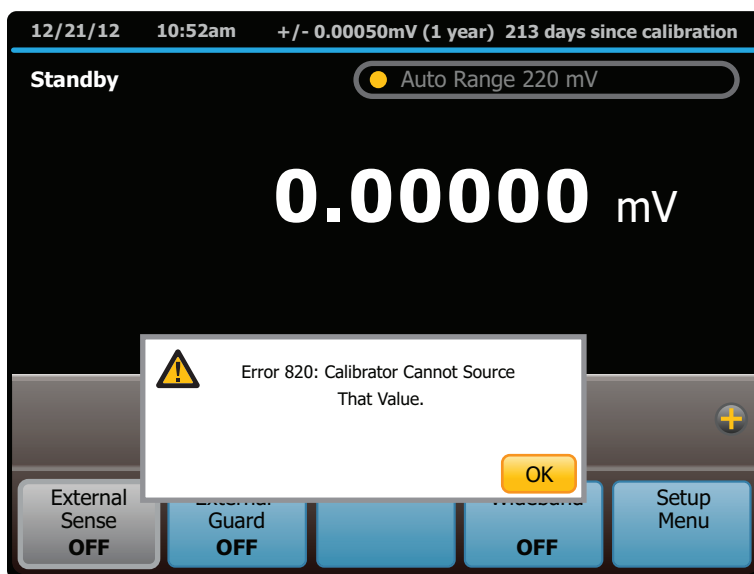 12/21/12 10:52am +/- 0.00050mV (1 year) 213 days since calibration
Standby
Auto Range 220 mV
0.00000 mV
Error 820: Calibrator Cannot Source
That Value.
OK
External
Sense
OFF
Guard
OFF
OFF
Setup
Menu